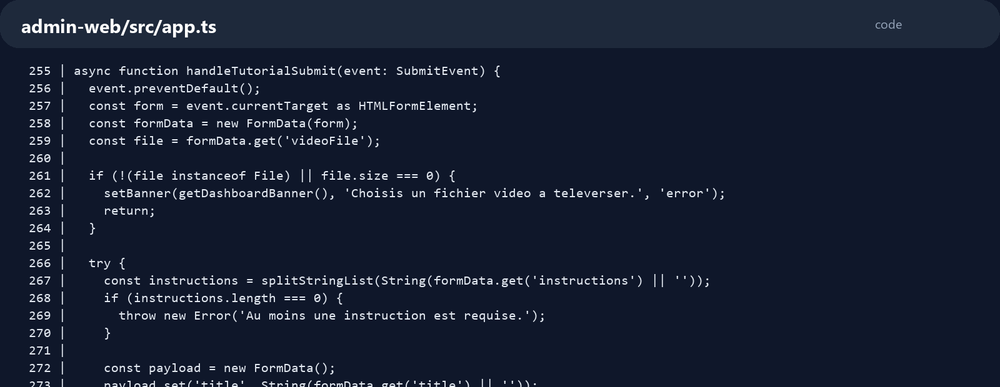 admin-web/src/app.ts
code
255 | async function handleTutorialSubmit(event: SubmitEvent) {
256 |   event.preventDefault();
257 |   const form = event.currentTarget as HTMLFormElement;
258 |   const formData = new FormData(form);
259 |   const file = formData.get('videoFile');
260 |
261 |   if (!(file instanceof File) || file.size === 0) {
262 |     setBanner(getDashboardBanner(), 'Choisis un fichier video a televerser.', 'error');
263 |     return;
264 |   }
265 |
266 |   try {
267 |     const instructions = splitStringList(String(formData.get('instructions') || ''));
268 |     if (instructions.length === 0) {
269 |       throw new Error('Au moins une instruction est requise.');
270 |     }
271 |
272 |     const payload = new FormData();
273 |     payload.set('title', String(formData.get('title') || ''));